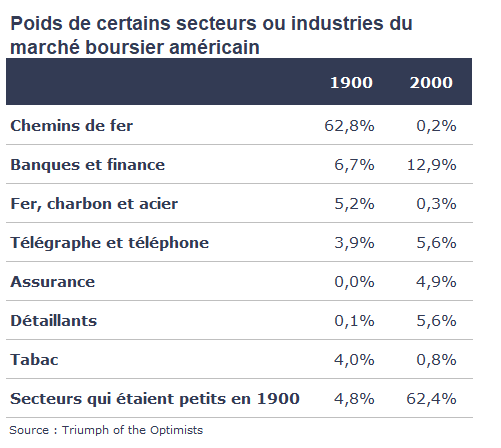 Poids de certains secteurs ou industries du
marché boursier américain
1900 2000
Chemins de fer 62,8% 0,2%
Banques et finance 6,7% 12,9%
Fer, charbon et acier 5,2% 0,3%
Télégraphe et téléphone 3,9% 5,6%
Assurance 0,0% 4,9%
Détaillants 0,1% 5,6%
Tabac 4,0% 0,8%
Secteurs qui étaient petits en 1900 4,8% 62,4%
Source : Triumph of the Optimists